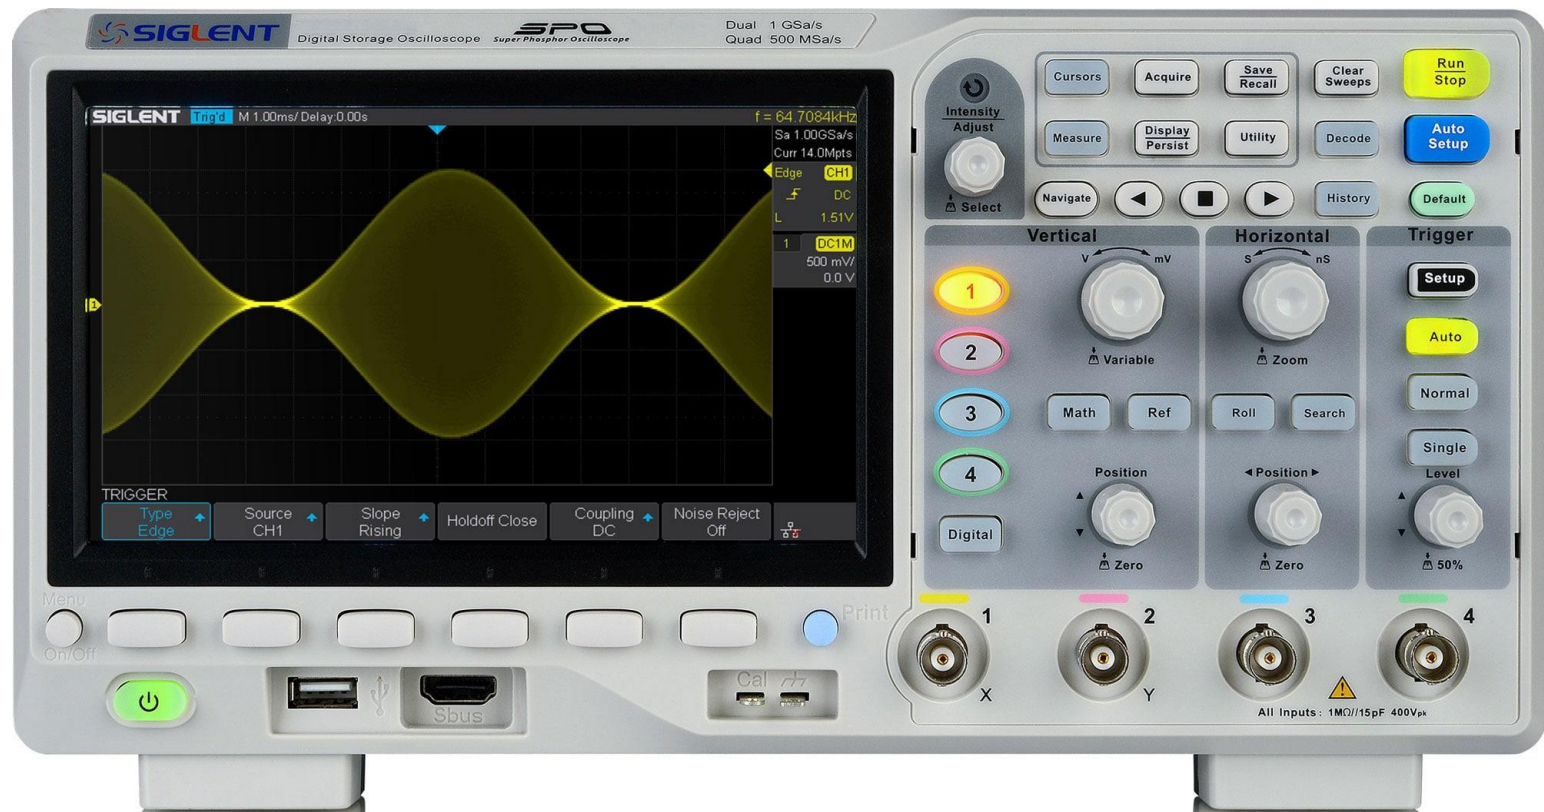 SIGLENT Digital Storage Oscilloscope SPO
Super Phosphor Oscilloscope
Dual 1 GSa/s
Quad 500 MSa/s
SIGLENT Trig'd M 1.00ms/ Delay:0.00s f = 64.7084kHz
Sa 1.00GSa/s
Curr 14.0Mpts
Edge CH1
DC
L 1.51V
1 DC1M
500 mV/
0.0 V
1
TRIGGER
Type
Edge
Source
CH1
Slope
Rising
Holdoff Close
Coupling
DC
Noise Reject
Off
Menu
On/Off
Print
Sbus
Cal
Intensity
Adjust
Select
Cursors
Acquire
Save
Recall
Clear
Sweeps
Run
Stop
Measure
Display
Persist
Utility
Decode
Auto
Setup
Navigate
History
Default
Vertical
V mV
Variable
1
2
3
4
Digital
Math
Ref
Position
Zero
Horizontal
S nS
Zoom
Roll
Search
◄ Position ►
Zero
Trigger
Setup
Auto
Normal
Single
Level
50%
1
X
2
Y
3
4
All Inputs : 1MΩ//15pF 400Vpk